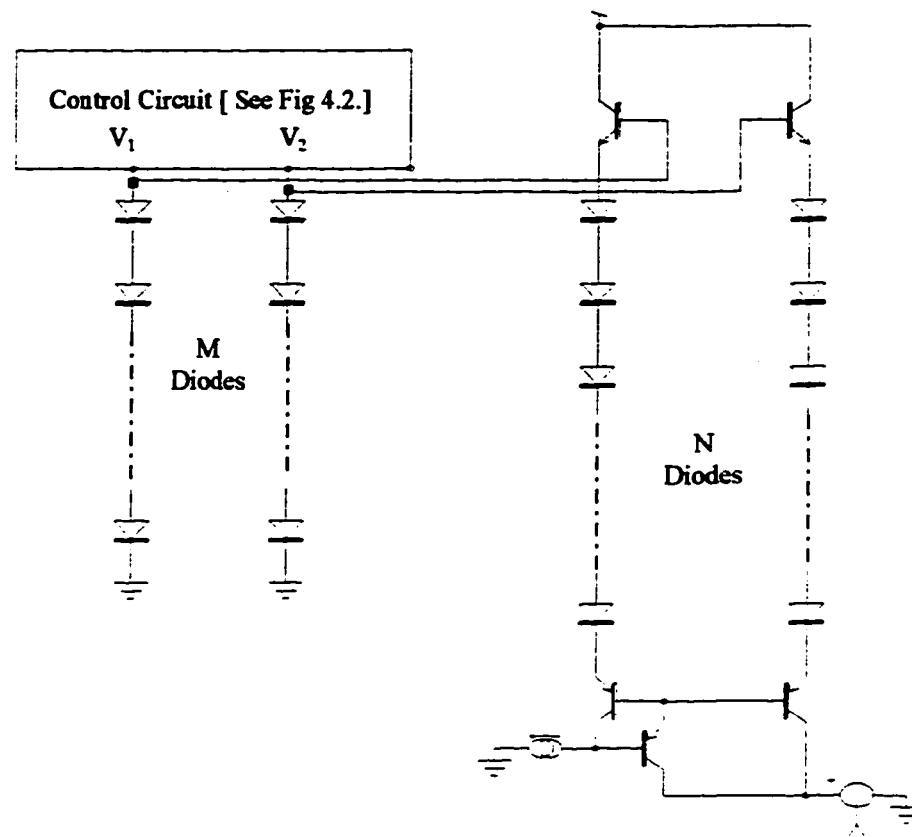 Control Circuit [ See Fig 4.2.]
V₁ V₂
M
Diodes
N
Diodes